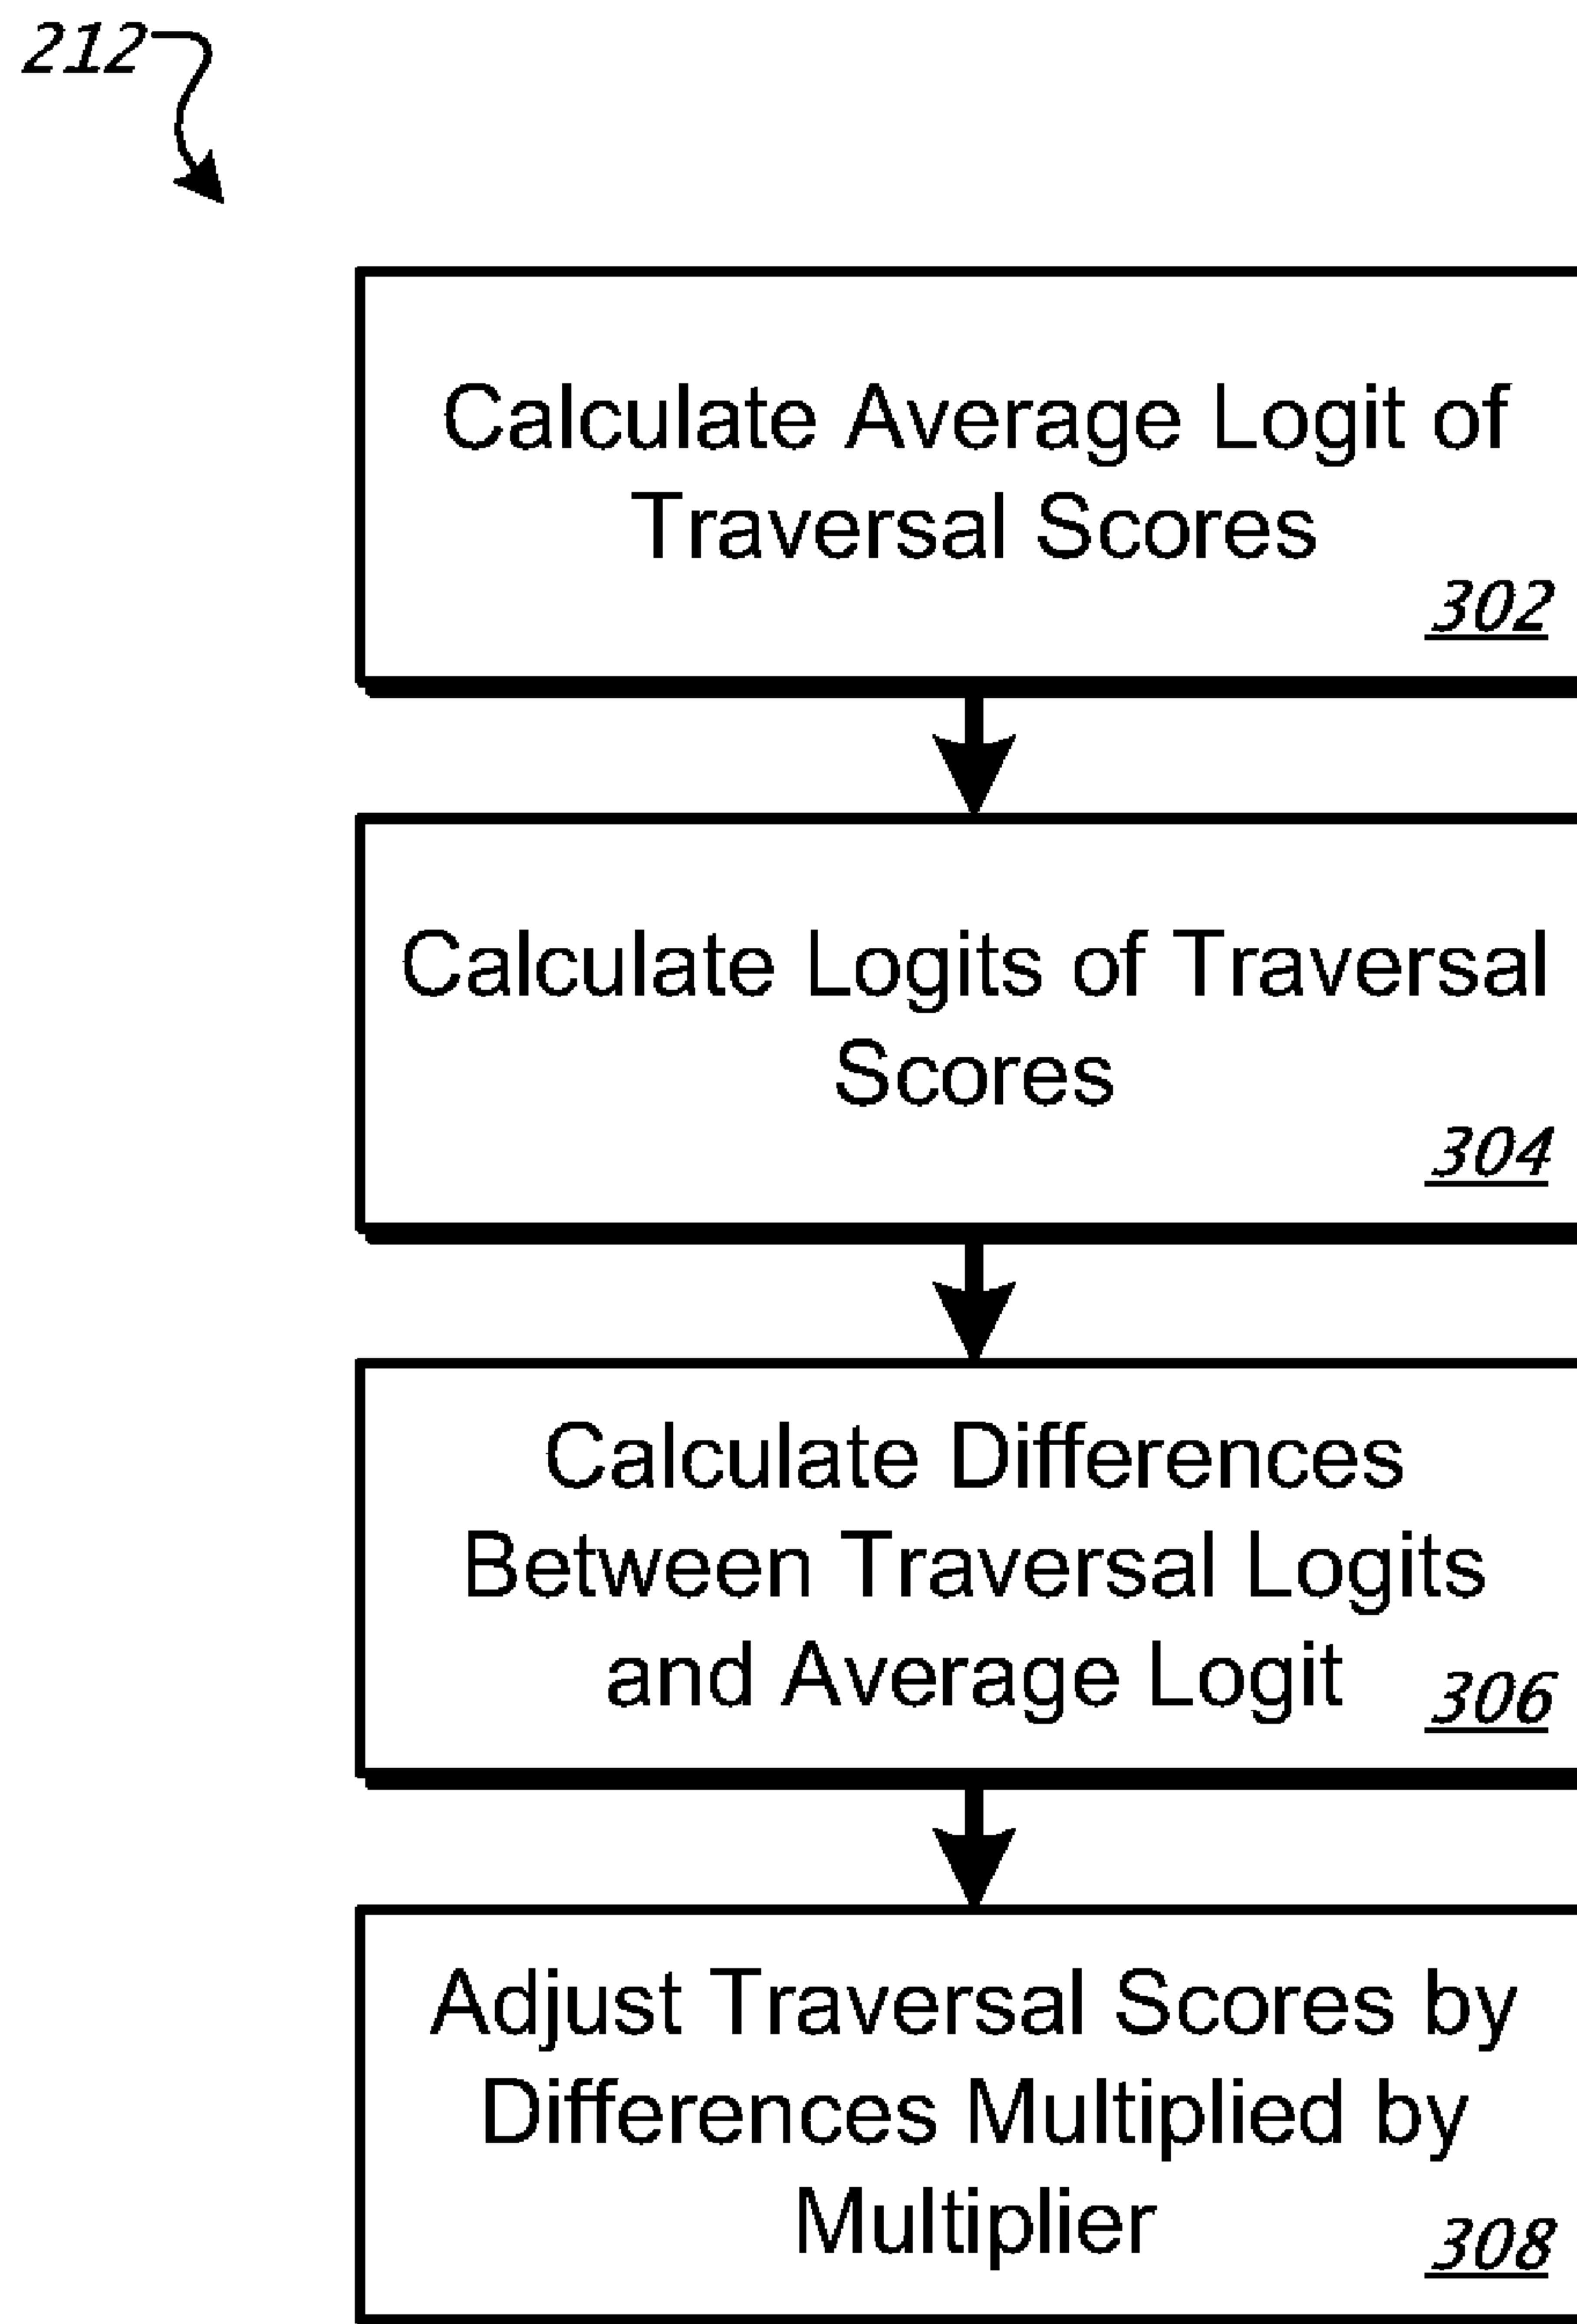 212
Calculate Average Logit of
Traversal Scores
302
Calculate Logits of Traversal
Scores
304
Calculate Differences
Between Traversal Logits
and Average Logit
306
Adjust Traversal Scores by
Differences Multiplied by
Multiplier
308